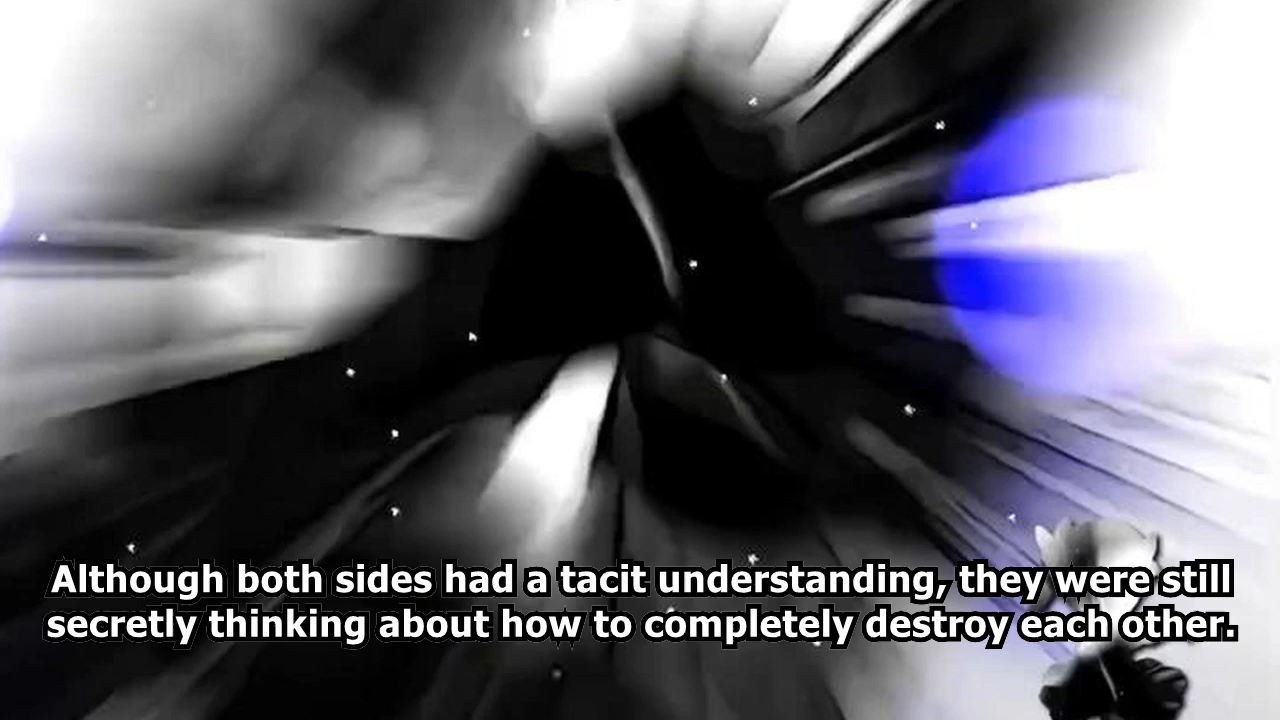 Although both sides had a tacit understanding, they were still
secretly thinking about how to completely destroy each other.